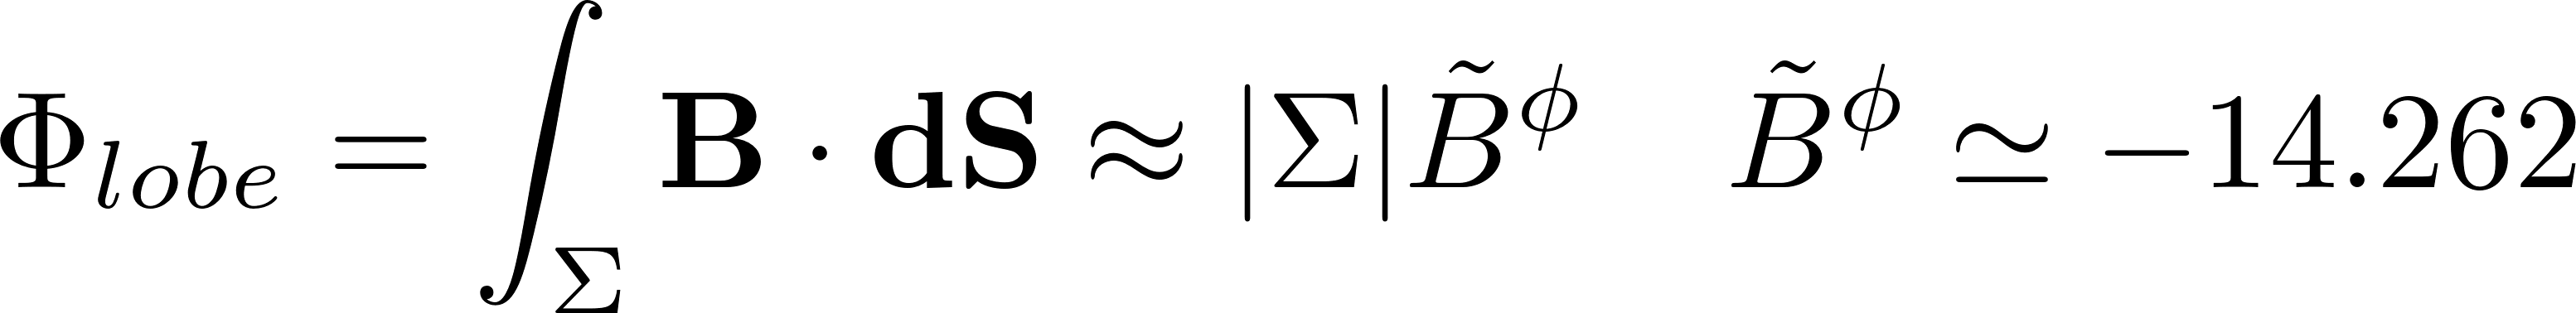 Φ_{lobe} = ∫_Σ 𝐁 · 𝐝𝐒 ≈ |Σ|B̃^ϕ B̃^ϕ ≃ −14.262